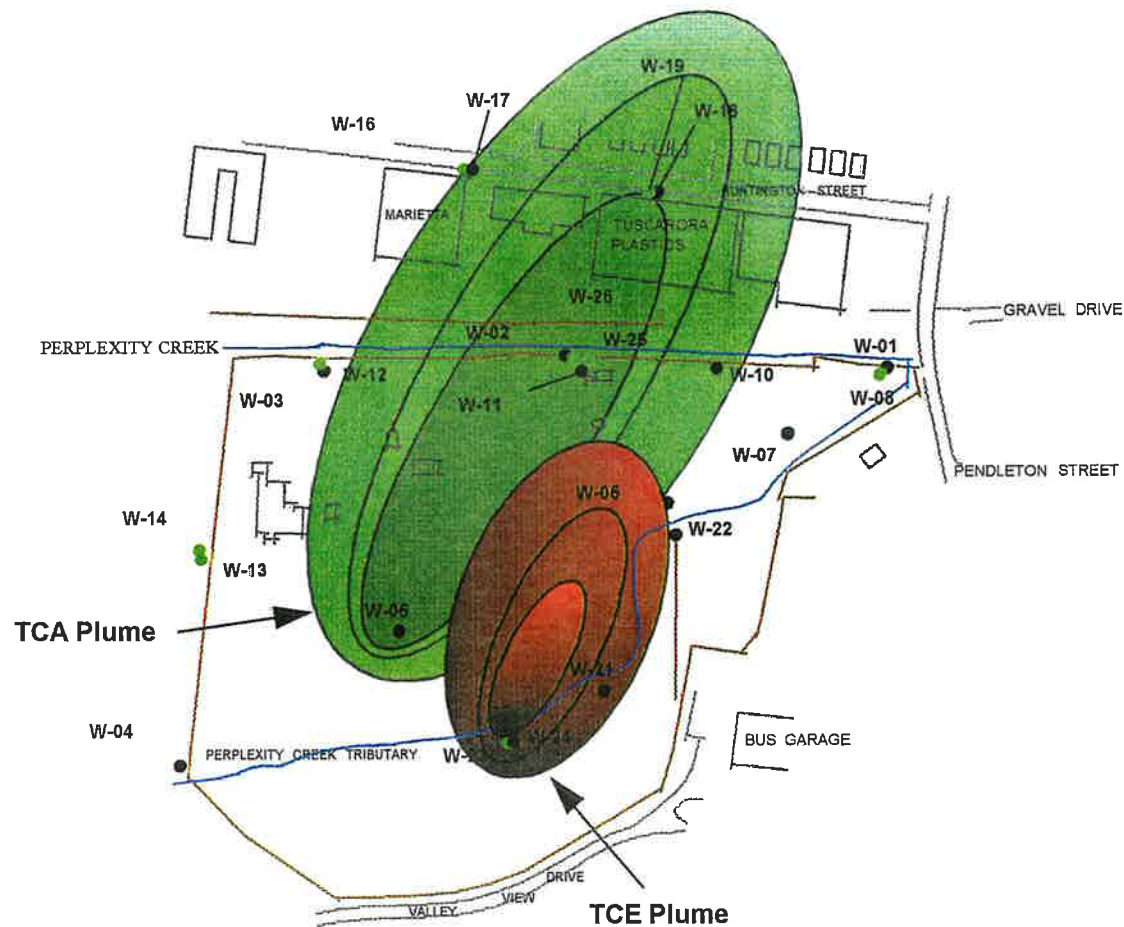 W-19
W-17
W-18
W-16
HUNTINGTON STREET
MARIETTA
TUSCARORA
PLASTICS
W-26
GRAVEL DRIVE
W-02
W-25
PERPLEXITY CREEK
W-01
W-12
W-10
W-08
W-03
W-11
W-07
PENDLETON STREET
W-06
W-14
W-22
W-13
W-05
TCA Plume
W-21
W-04
BUS GARAGE
PERPLEXITY CREEK TRIBUTARY
W-24
DRIVE
VIEW
VALLEY
TCE Plume